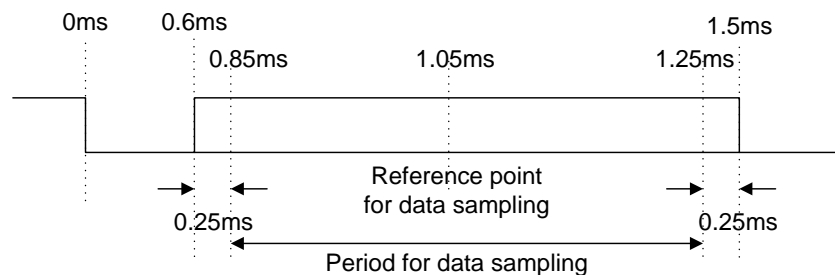 0ms
0.6ms
1.5ms
0.85ms
1.05ms
1.25ms
Reference point
for data sampling
0.25ms
0.25ms
Period for data sampling